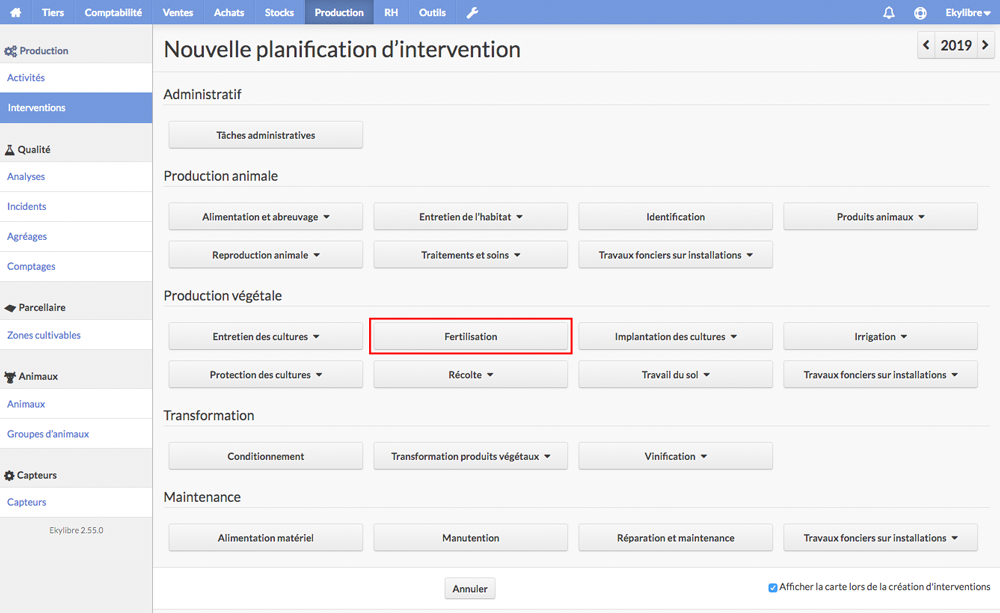 Tiers Comptabilité Ventes Achats Stocks Production RH Outils Ekylibre
Production
Activités
Interventions
Qualité
Analyses
Incidents
Agréages
Comptages
Parcellaire
Zones cultivables
Animaux
Animaux
Groupes d'animaux
Capteurs
Capteurs
Ekylibre 2.55.0
Nouvelle planification d'intervention
2019
Administratif
Tâches administratives
Production animale
Alimentation et abreuvage Entretien de l'habitat Identification Produits animaux
Reproduction animale Traitements et soins Travaux fonciers sur installations
Production végétale
Entretien des cultures Fertilisation Implantation des cultures Irrigation
Protection des cultures Récolte Travail du sol Travaux fonciers sur installations
Transformation
Conditionnement Transformation produits végétaux Vinification
Maintenance
Alimentation matériel Manutention Réparation et maintenance Travaux fonciers sur installations
Annuler
Afficher la carte lors de la création d'interventions